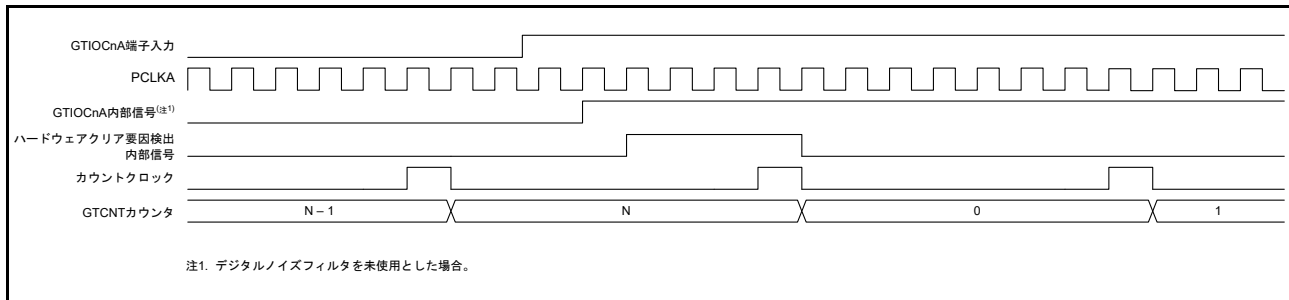 GTIOCnA端子入力
PCLKA
GTIOCnA内部信号(注1)
ハードウェアクリア要因検出
内部信号
カウントクロック
GTCNTカウンタ N – 1 N 0 1
注1. デジタルノイズフィルタを未使用とした場合。